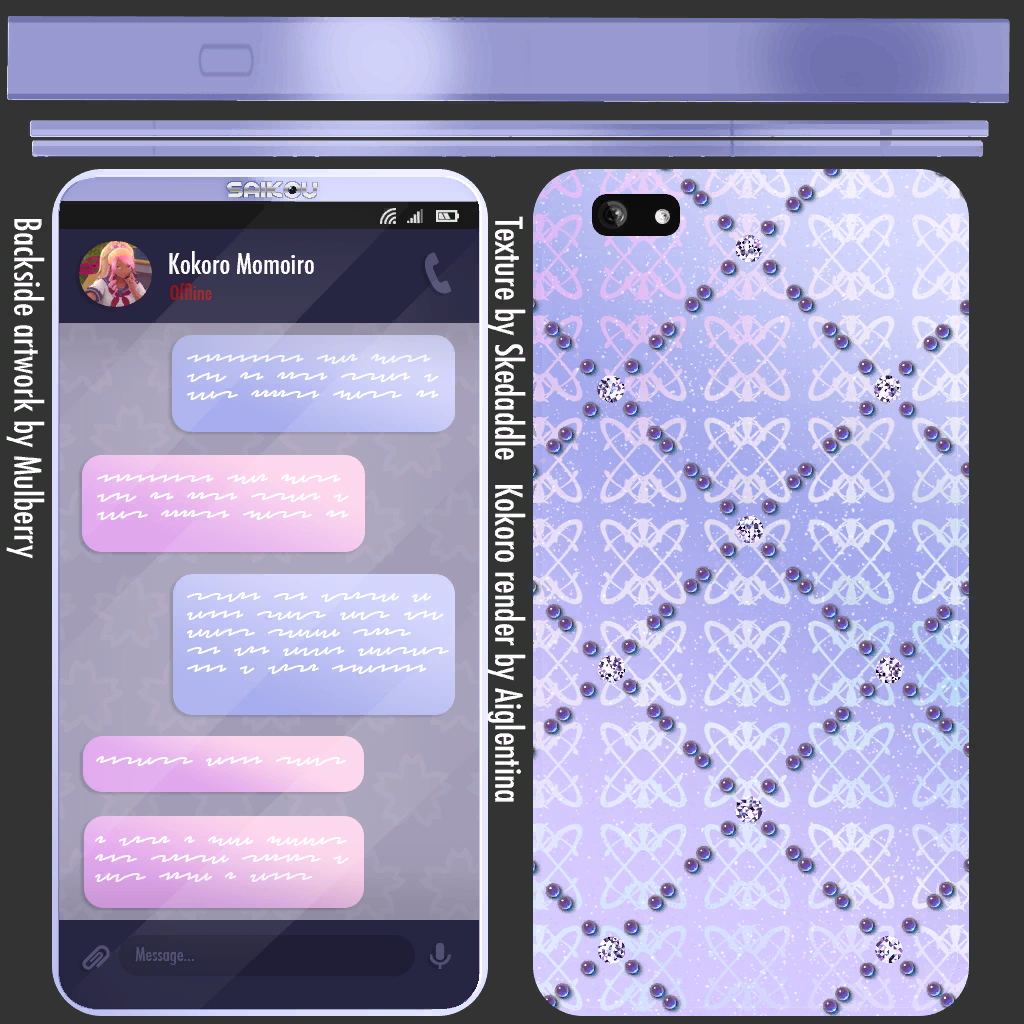 SAIKOU
Kokoro Momoiro
Offline
Message...
Backside artwork by Mulberry
Texture by Skedaddle Kokoro render by Aiglentina